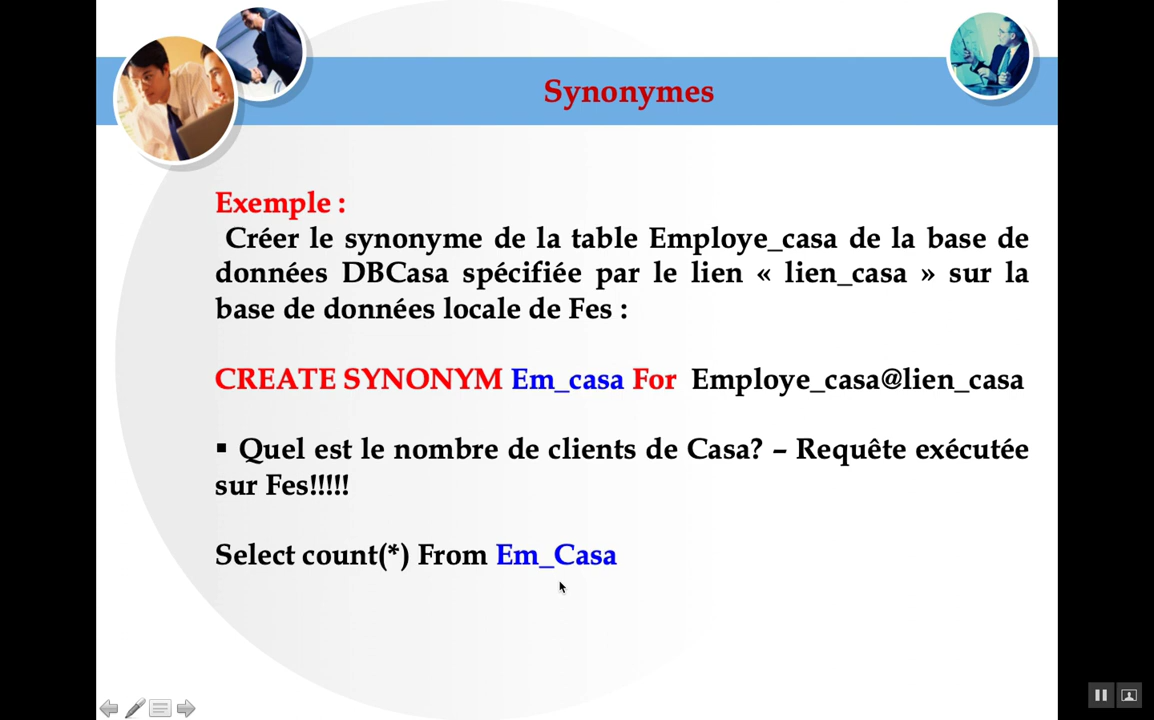 Synonymes
Exemple :
Créer le synonyme de la table Employe_casa de la base de
données DBCasa spécifiée par le lien « lien_casa » sur la
base de données locale de Fes :
CREATE SYNONYM Em_casa For Employe_casa@lien_casa
▪ Quel est le nombre de clients de Casa? – Requête exécutée
sur Fes!!!!!
Select count(*) From Em_Casa